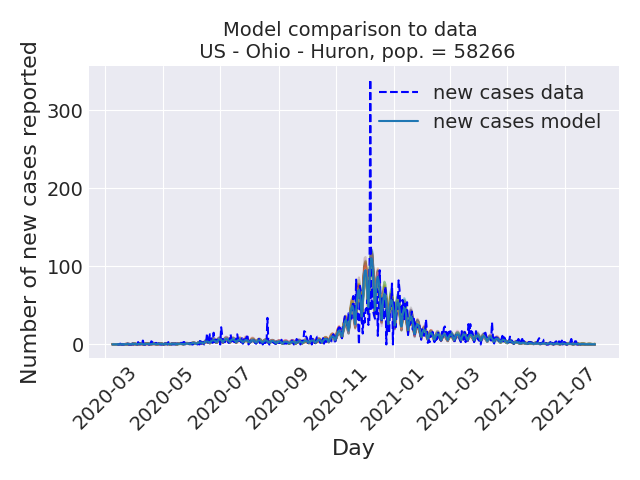 Model comparison to data
US - Ohio - Huron, pop. = 58266
Number of new cases reported
300
200
100
0
new cases data
new cases model
2020-03
2020-05
2020-07
2020-09
2020-11
2021-01
2021-03
2021-05
2021-07
Day